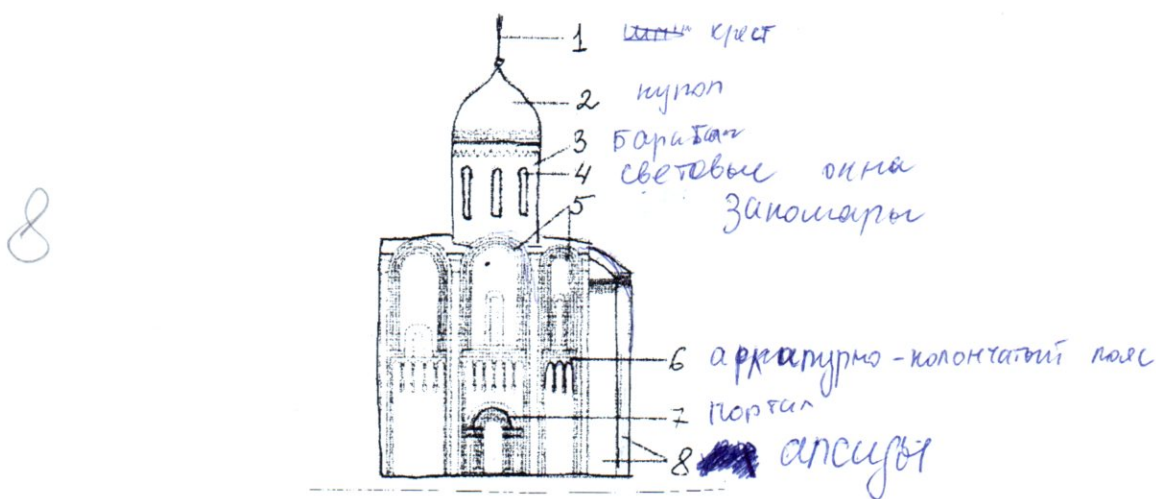 1 крест
2 купол
3 барабан
4 световые окна
5 закомары
6 аркатурно-колончатый пояс
7 портал
8 апсиды
8